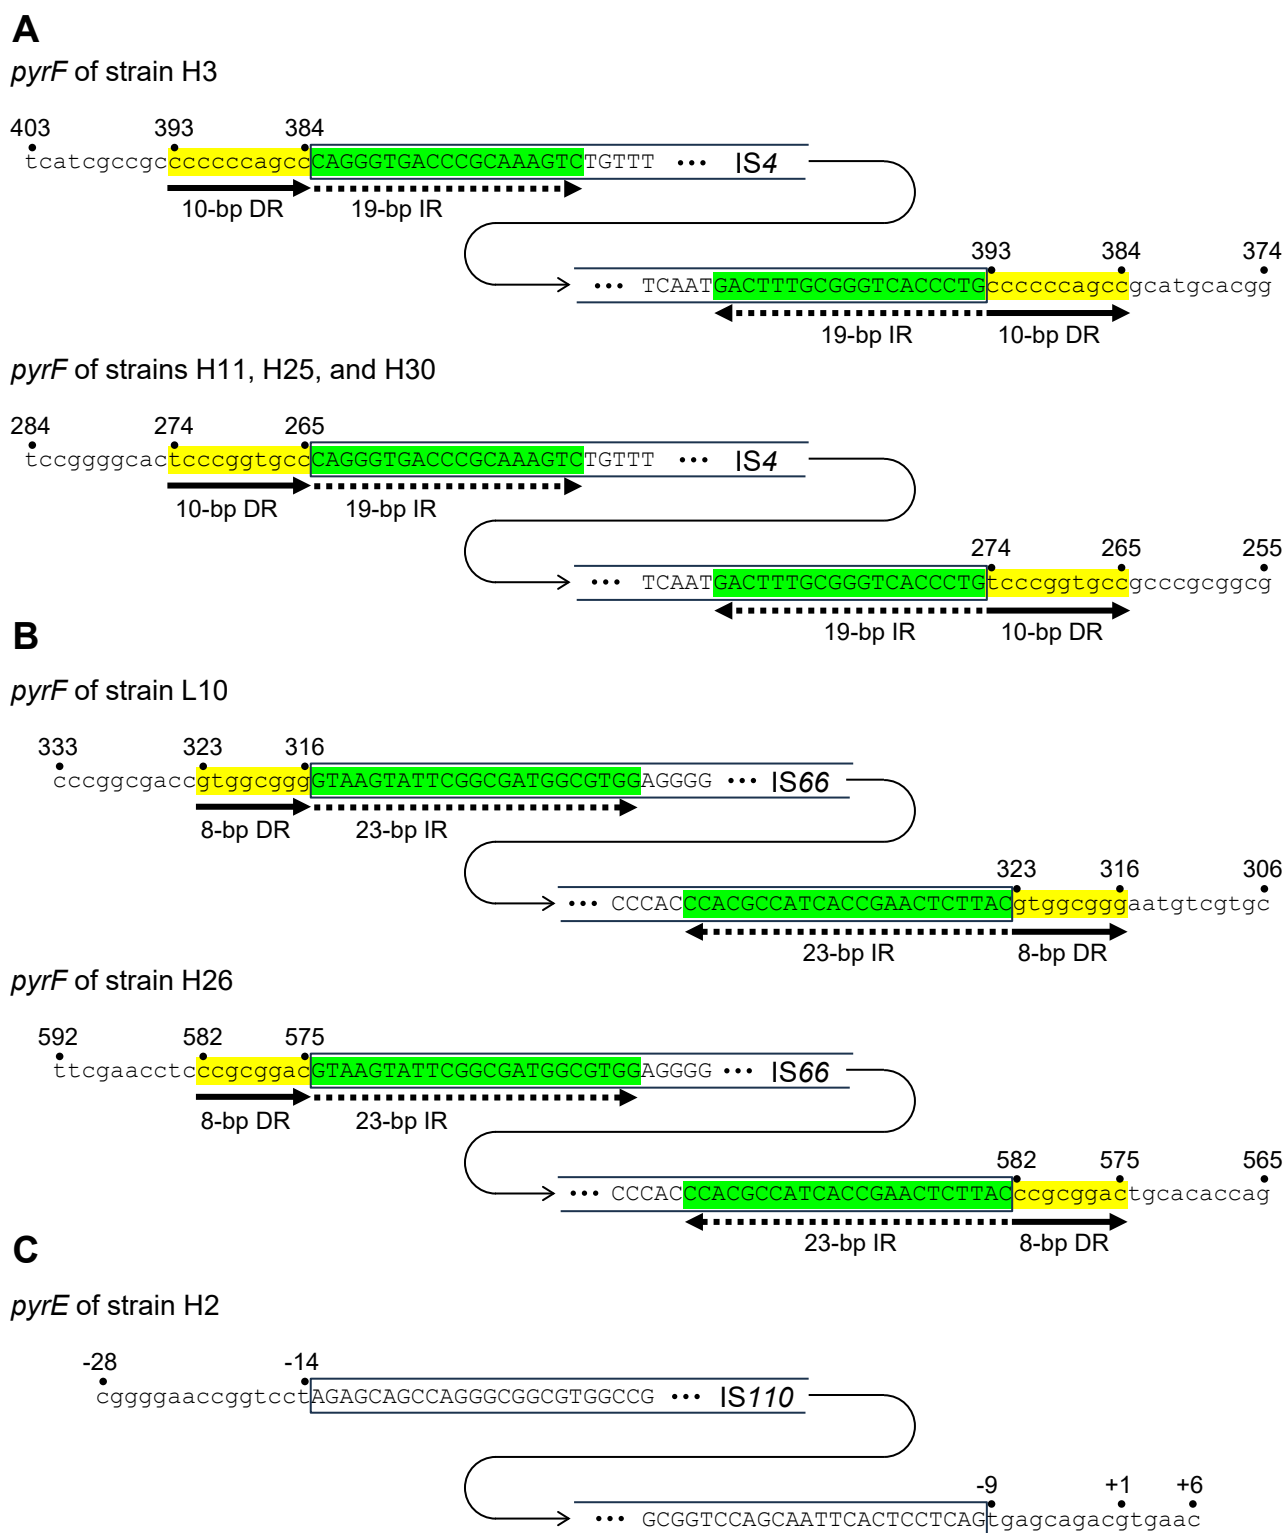 A
pyrF of strain H3
403 393 384
tcatcgccgcccccccagccCAGGGTGACCCGCAAAGTCTGTTT ••• IS4
10-bp DR 19-bp IR
393 384 374
••• TCAATGACTTTGCGGGTCACCCTGccccccagccgcatgcacgg
19-bp IR 10-bp DR
pyrF of strains H11, H25, and H30
284 274 265
tccggggcactcccggtgccCAGGGTGACCCGCAAAGTCTGTTT ••• IS4
10-bp DR 19-bp IR
274 265 255
••• TCAATGACTTTGCGGGTCACCCTGtcccggtgccgcccgcggcg
19-bp IR 10-bp DR
B
pyrF of strain L10
333 323 316
cccggcgaccgtggcgggGTAAGTATTCGGCGATGGCGTGGAGGGG ••• IS66
8-bp DR 23-bp IR
323 316 306
••• CCCACCCACGCCATCACCGAACTCTTACgtggcgggaatgtcgtgc
23-bp IR 8-bp DR
pyrF of strain H26
592 582 575
ttcgaacctcccgcggacGTAAGTATTCGGCGATGGCGTGGAGGGG ••• IS66
8-bp DR 23-bp IR
582 575 565
••• CCCACCCACGCCATCACCGAACTCTTACccgcggactgcacaccag
23-bp IR 8-bp DR
C
pyrE of strain H2
-28 -14
cggggaaccggtcctAGAGCAGCCAGGGCGGCGTGGCCG ••• IS110
-9 +1 +6
••• GCGGTCCAGCAATTCACTCCTCAGtgagcagacgtgaac